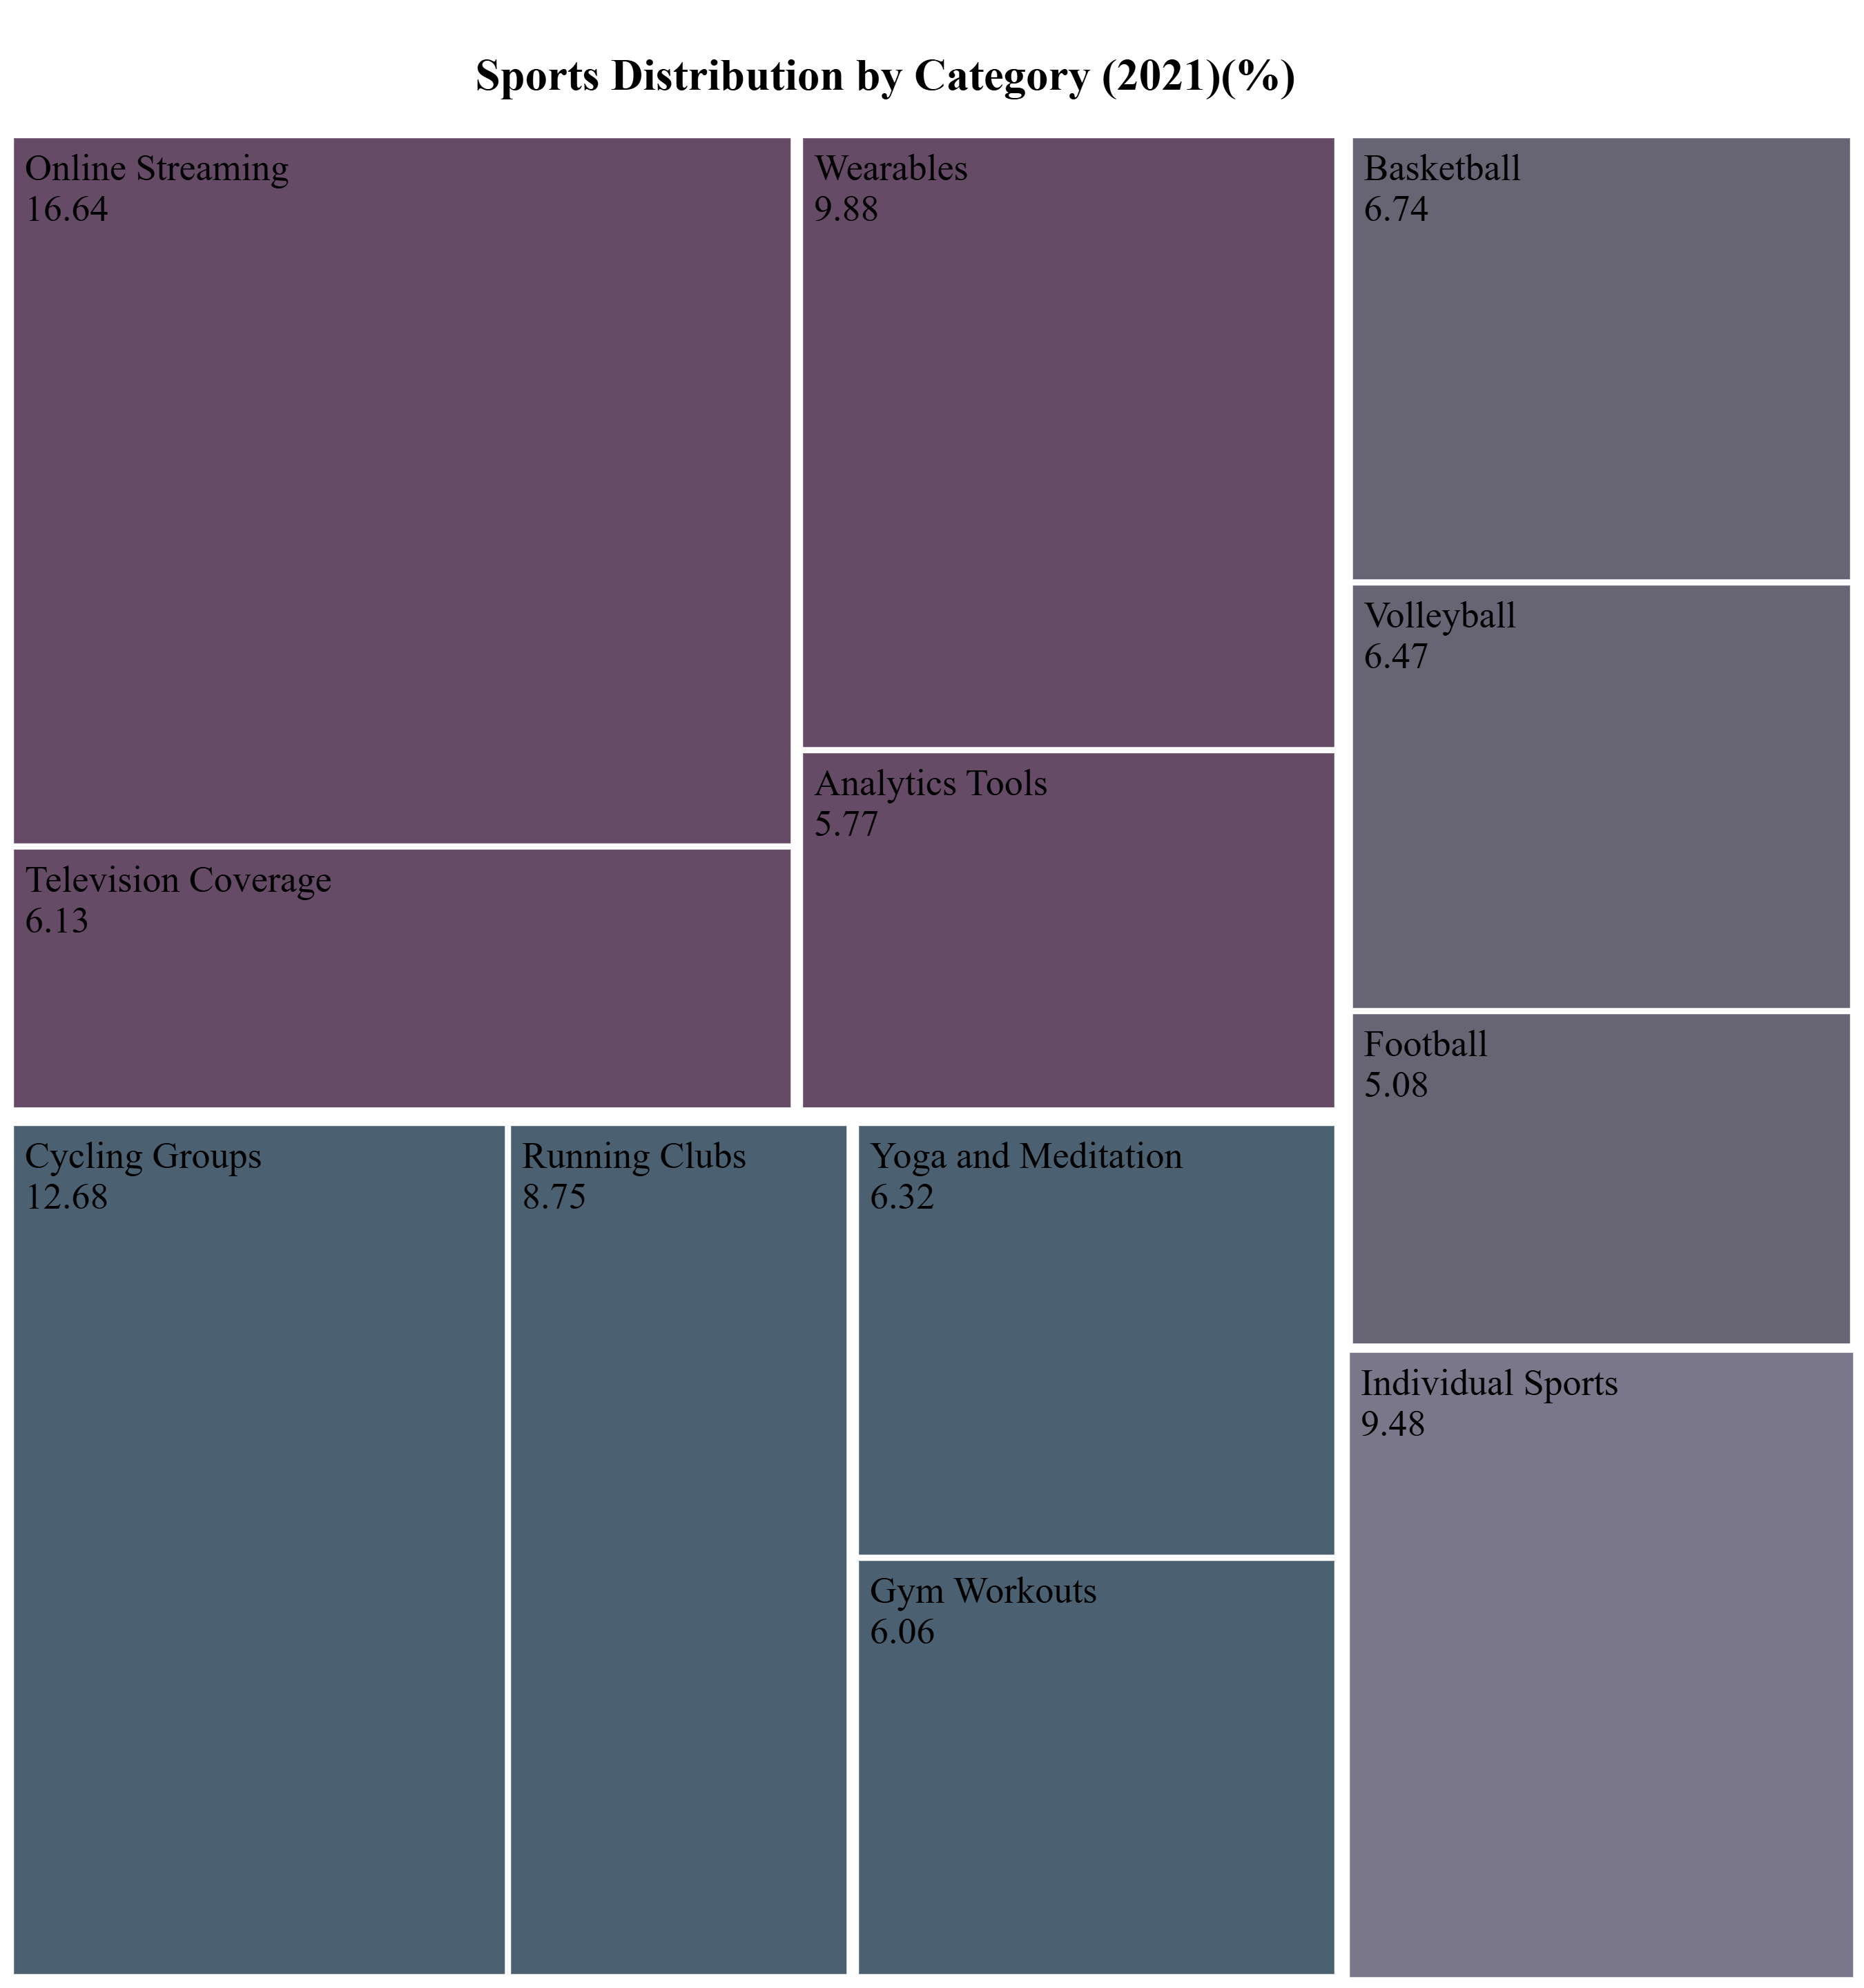 Sports Distribution by Category (2021)(%)
Online Streaming
16.64
Wearables
9.88
Basketball
6.74
Volleyball
6.47
Analytics Tools
5.77
Television Coverage
6.13
Football
5.08
Cycling Groups
12.68
Running Clubs
8.75
Yoga and Meditation
6.32
Individual Sports
9.48
Gym Workouts
6.06